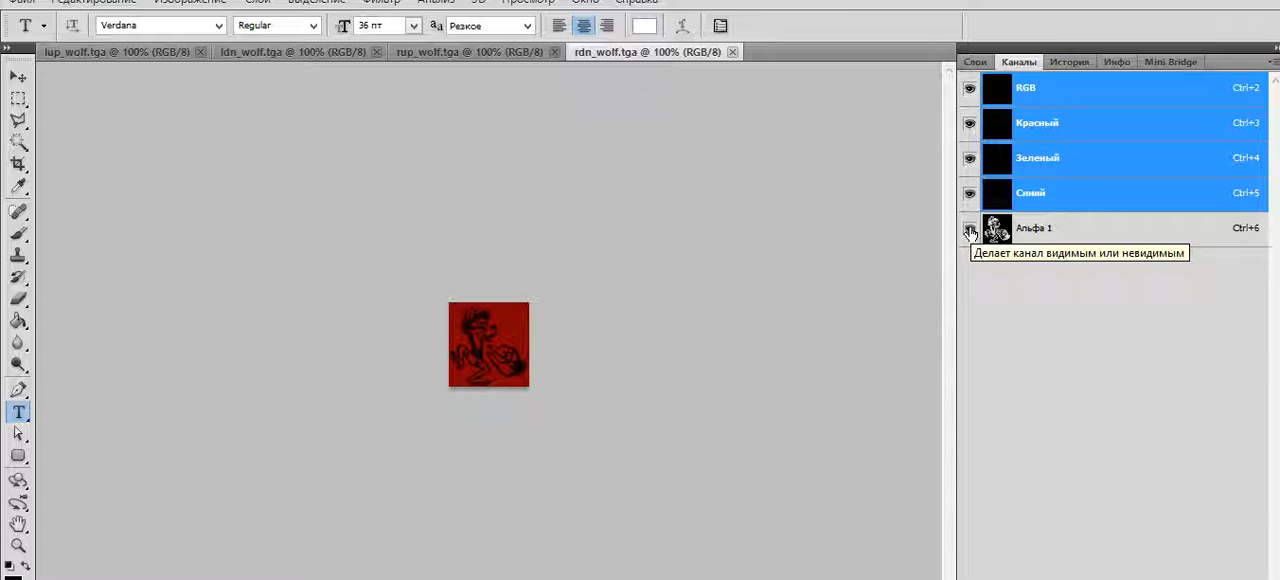 Файл Редактирование Изображение Слои Выделение Фильтр Анализ 3D Просмотр Окно Справка
T Verdana Regular T 36 пт aa Резкое
lup_wolf.tga @ 100% (RGB/8) ldn_wolf.tga @ 100% (RGB/8) rup_wolf.tga @ 100% (RGB/8) rdn_wolf.tga @ 100% (RGB/8)
Слои Каналы История Инфо Mini Bridge
RGB Ctrl+2
Красный Ctrl+3
Зеленый Ctrl+4
Синий Ctrl+5
Альфа 1 Ctrl+6
Делает канал видимым или невидимым
T